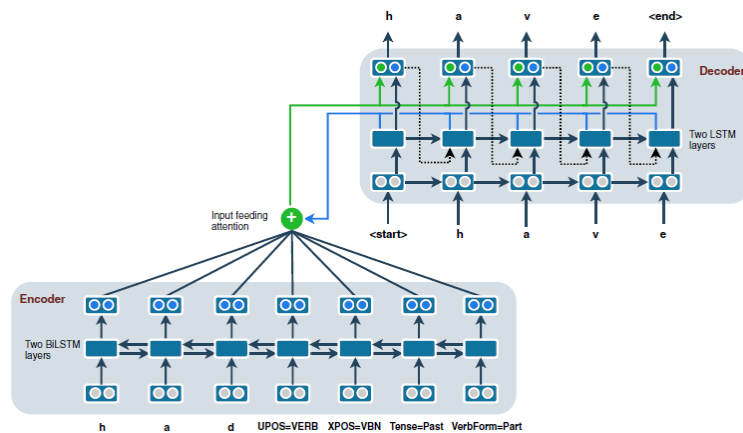 h a v e <end>
Decoder
Two LSTM
layers
Input feeding
attention
+
<start> h a v e
Encoder
Two BiLSTM
layers
h a d UPOS=VERB XPOS=VBN Tense=Past VerbForm=Part